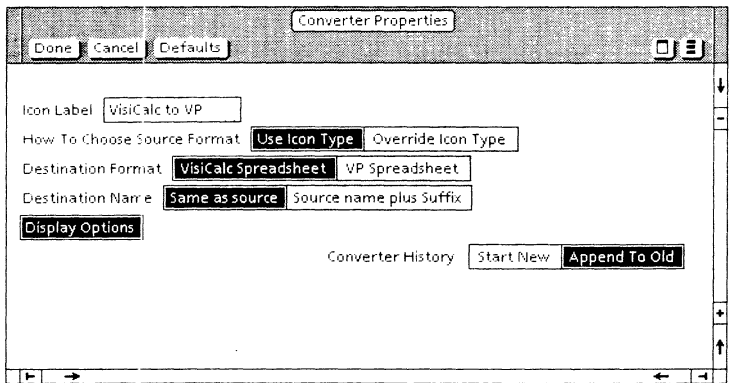 Converter Properties
Done Cancel Defaults
Icon Label VisiCalc to VP
How To Choose Source Format Use Icon Type Override Icon Type
Destination Format VisiCalc Spreadsheet VP Spreadsheet
Destination Name Same as source Source name plus Suffix
Display Options
Converter History Start New Append To Old